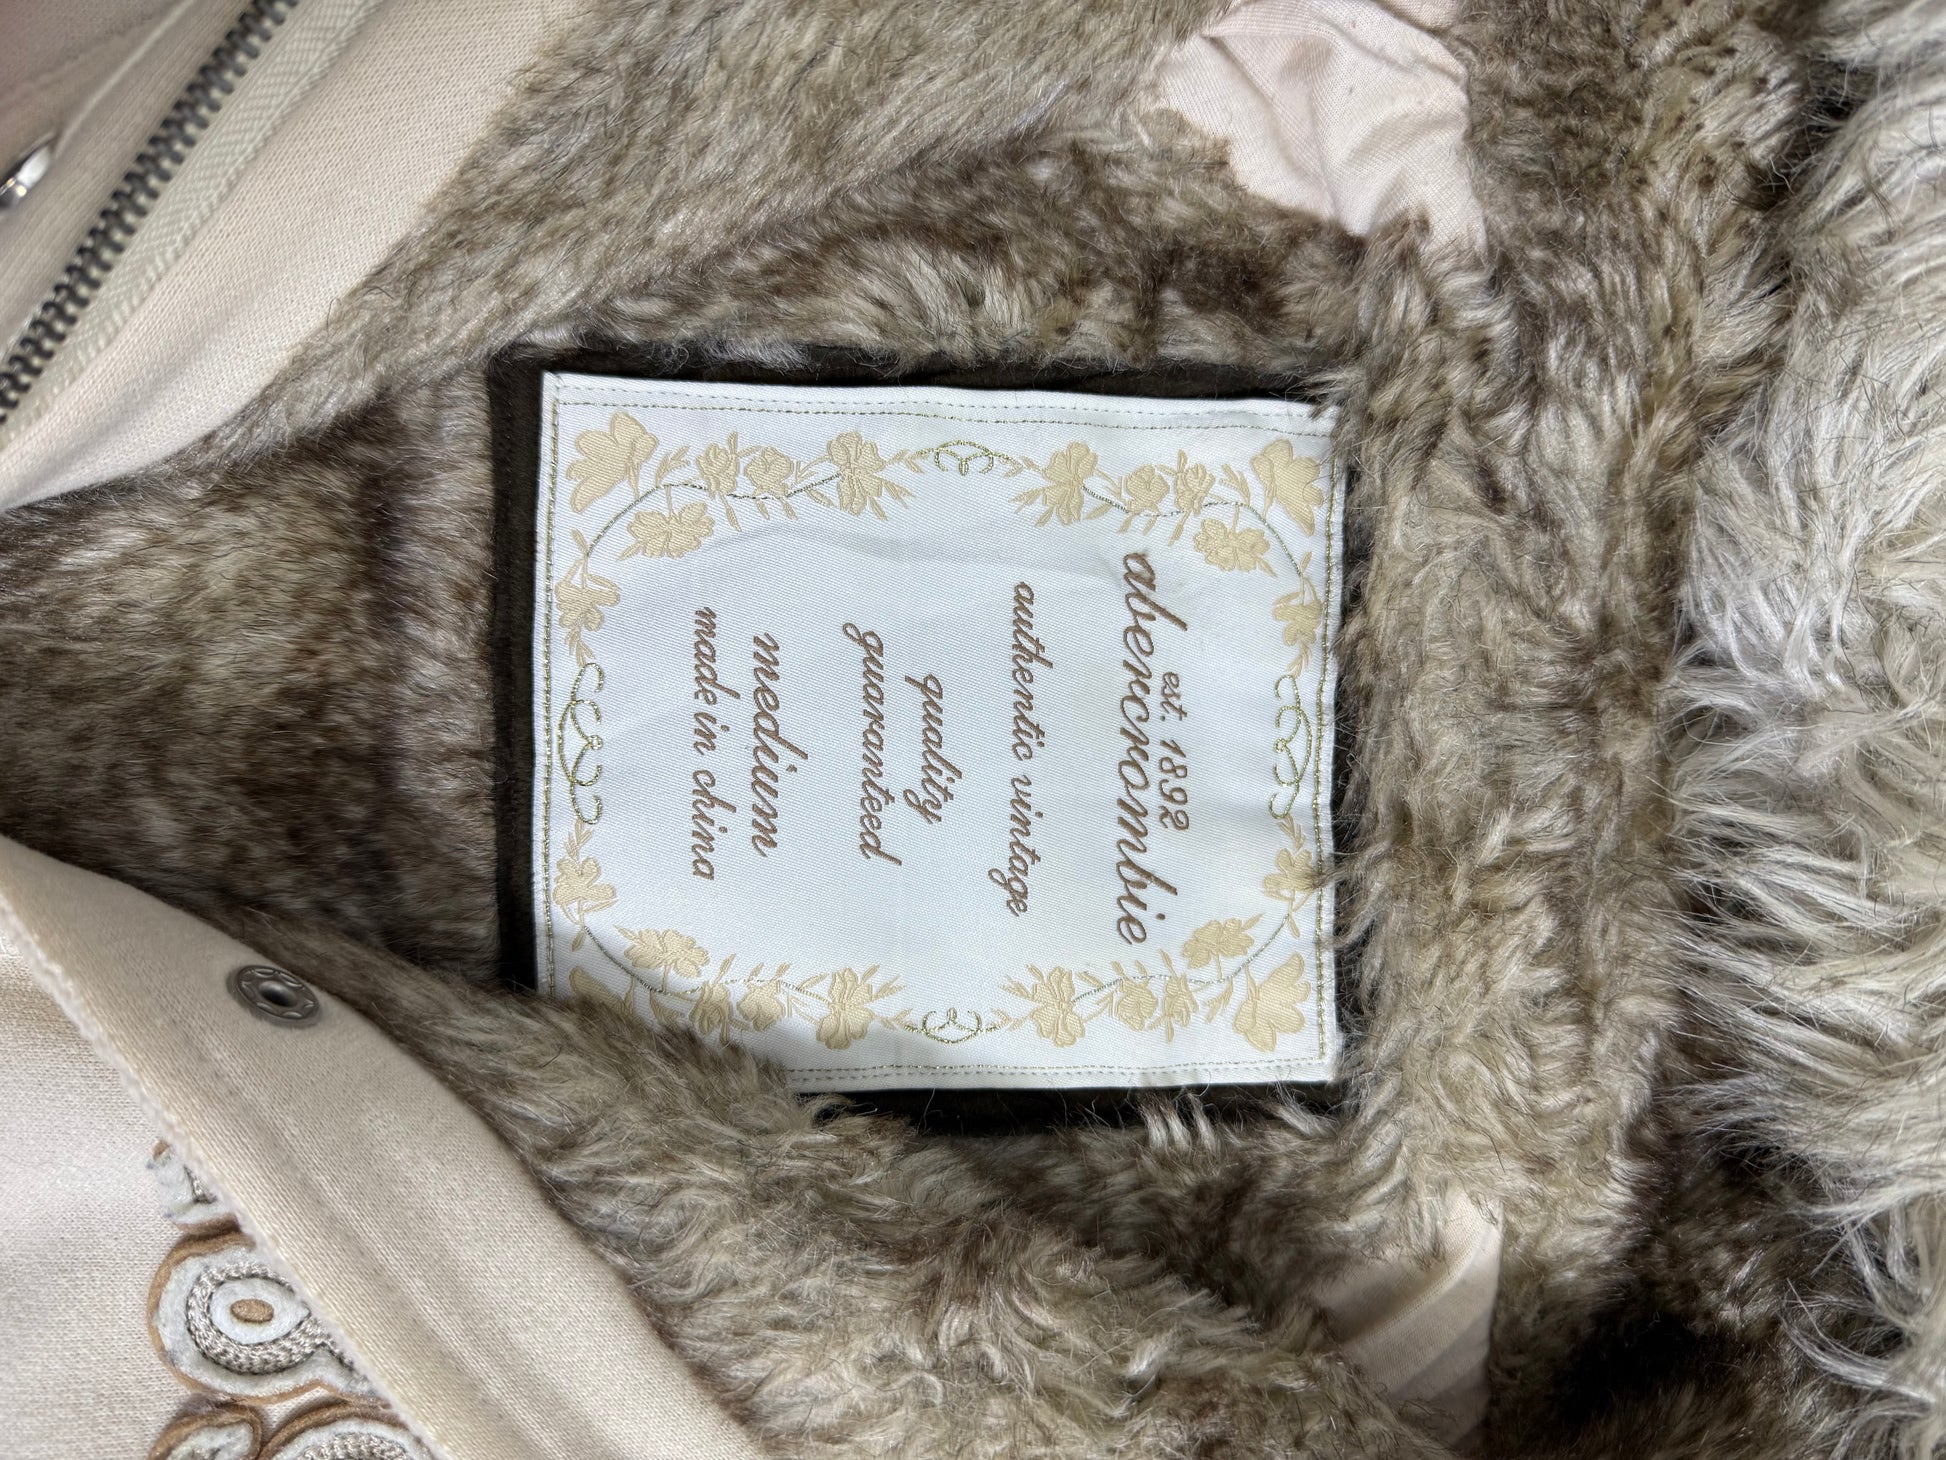 abercrombie
est. 1892
authentic vintage
quality
guaranteed
medium
made in china